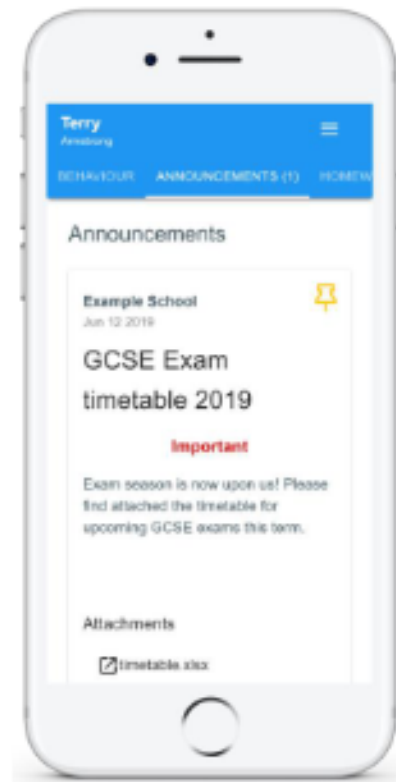 Terry
Armstrong
BEHAVIOUR ANNOUNCEMENTS (1) HOMEW
Announcements
Example School
Jun 12 2019
GCSE Exam
timetable 2019
Important
Exam season is now upon us! Please
find attached the timetable for
upcoming GCSE exams this term.
Attachments
timetable.xlsx